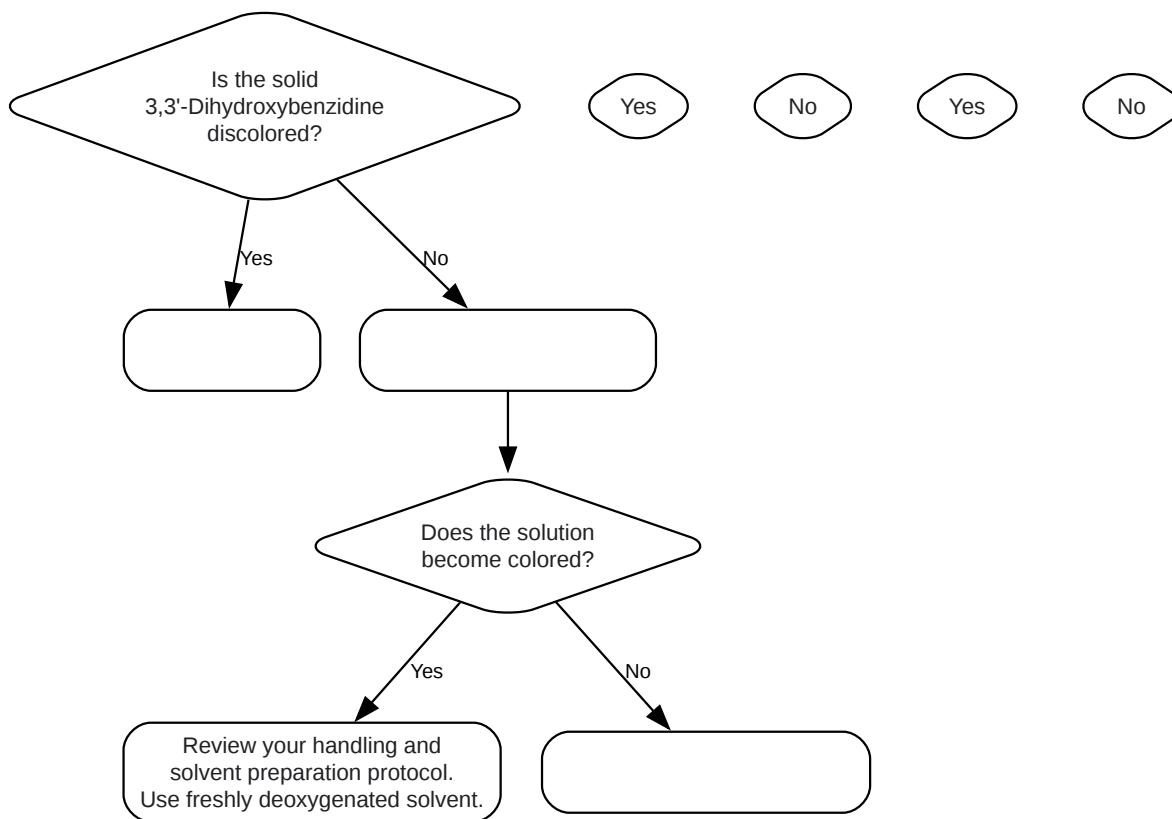 Is the solid
3,3'-Dihydroxybenzidine
discolored?
Yes
No
Yes
No
Yes
No
Does the solution
become colored?
Yes
No
Review your handling and
solvent preparation protocol.
Use freshly deoxygenated solvent.